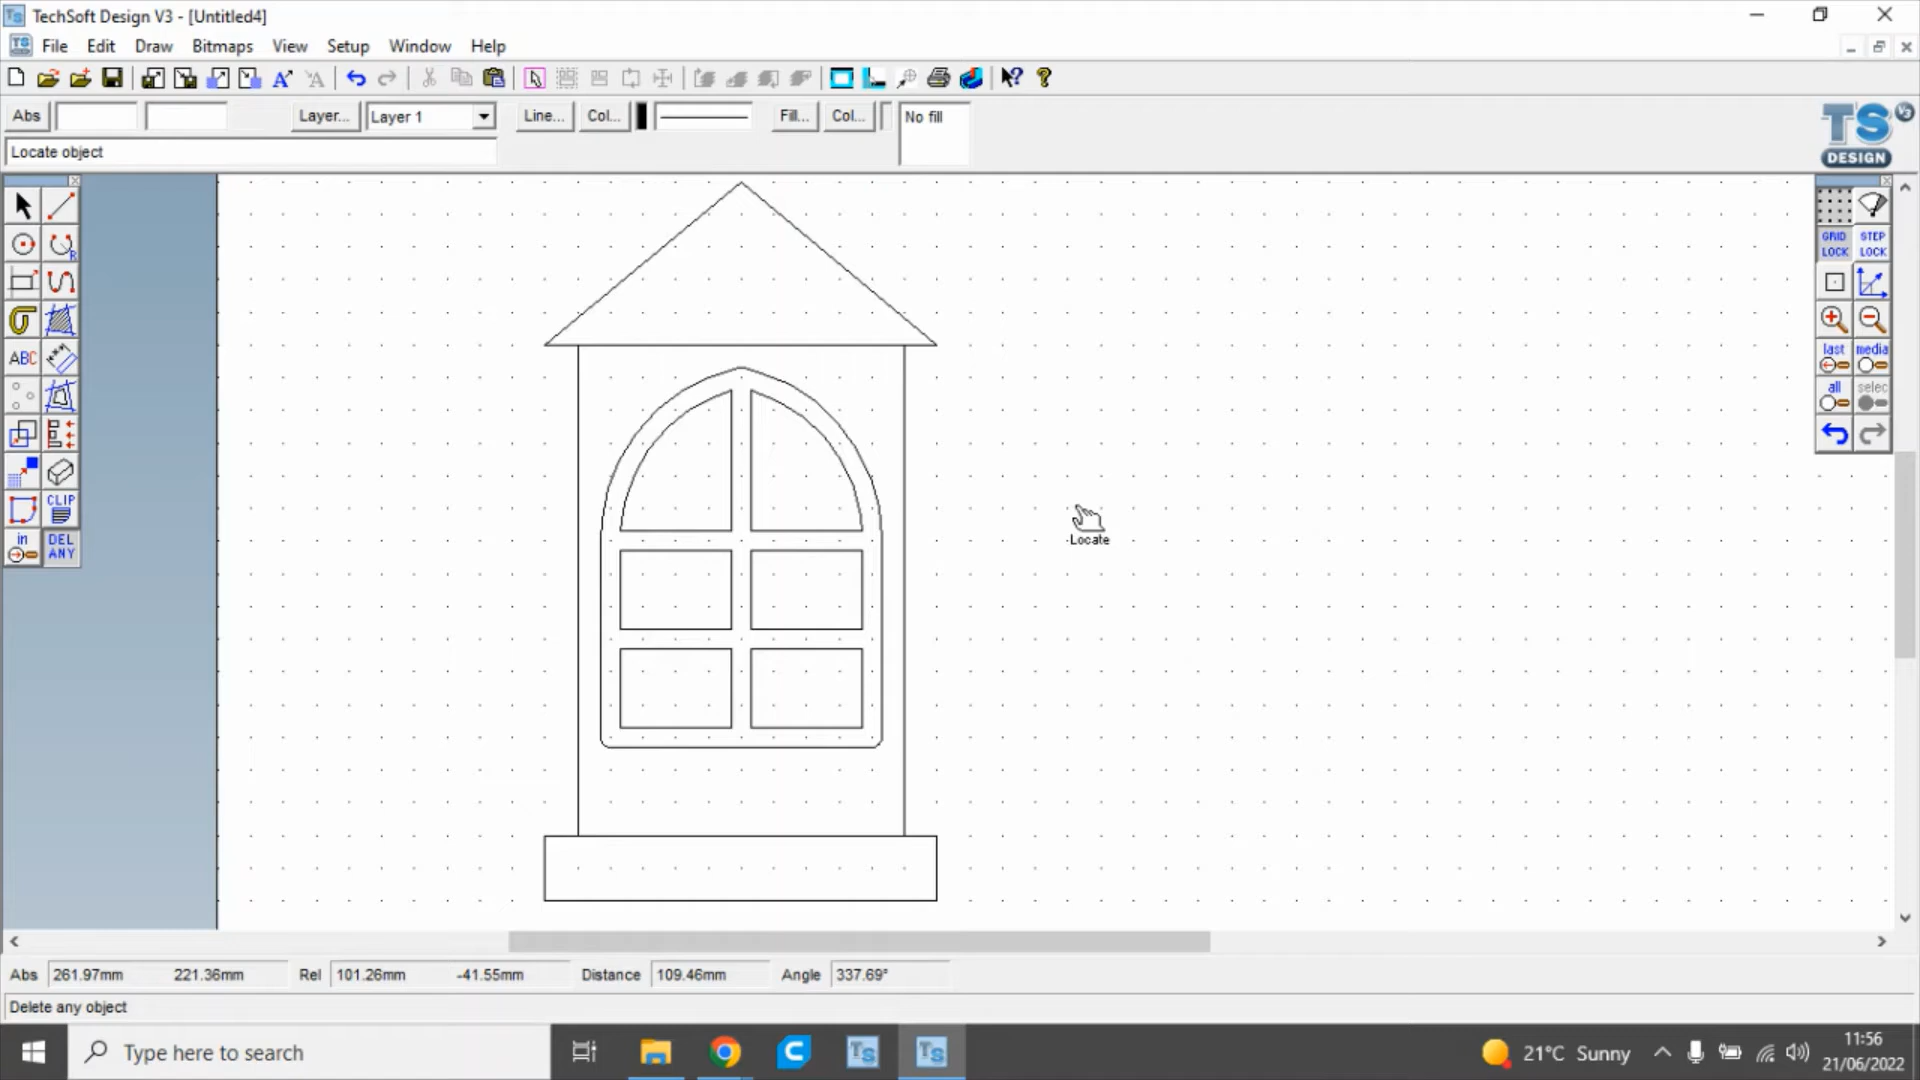 TechSoft Design V3 - [Untitled4]
File Edit Draw Bitmaps View Setup Window Help
Abs Layer... Layer 1 Line... Col... Fill... Col... No fill
Locate object
TS V3
DESIGN
GRID LOCK STEP LOCK
ABC
last media
all selec
CLIP
in DEL ANY
Locate
Abs 261.97mm 221.36mm Rel 101.26mm -41.55mm Distance 109.46mm Angle 337.69°
Delete any object
Type here to search
21°C Sunny
11:56
21/06/2022